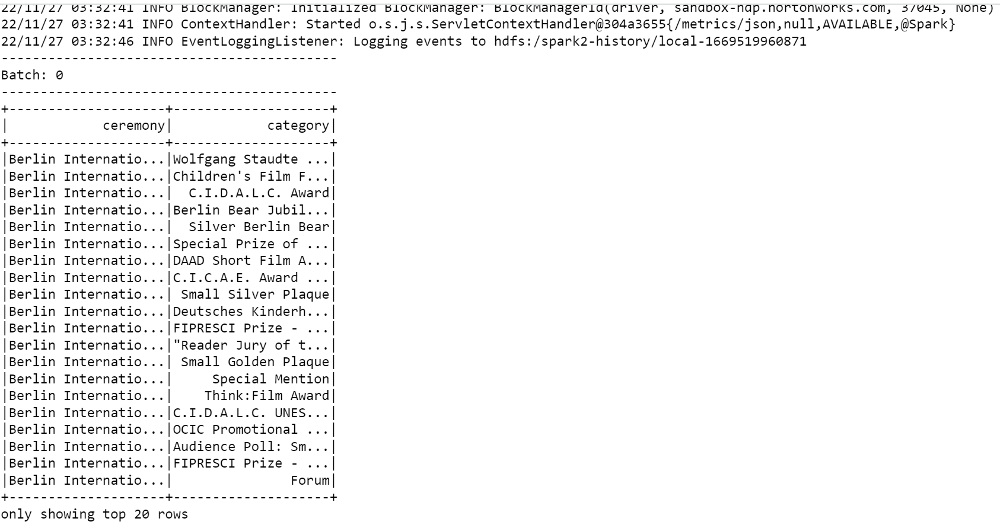 22/11/27 03:32:41 INFO BlockManager: Initialized BlockManager: BlockManagerId(driver, sandbox-hdp.hortonworks.com, 37045, None)
22/11/27 03:32:41 INFO ContextHandler: Started o.s.j.s.ServletContextHandler@304a3655{/metrics/json,null,AVAILABLE,@Spark}
22/11/27 03:32:46 INFO EventLoggingListener: Logging events to hdfs:/spark2-history/local-1669519960871
-------------------------------------------
Batch: 0
-------------------------------------------
+--------------------+--------------------+
|            ceremony|            category|
+--------------------+--------------------+
|Berlin Internatio...|Wolfgang Staudte ...|
|Berlin Internatio...|Children's Film F...|
|Berlin Internatio...|  C.I.D.A.L.C. Award|
|Berlin Internatio...|Berlin Bear Jubil...|
|Berlin Internatio...|  Silver Berlin Bear|
|Berlin Internatio...|Special Prize of ...|
|Berlin Internatio...|DAAD Short Film A...|
|Berlin Internatio...|C.I.C.A.E. Award ...|
|Berlin Internatio...| Small Silver Plaque|
|Berlin Internatio...|Deutsches Kinderh...|
|Berlin Internatio...|FIPRESCI Prize - ...|
|Berlin Internatio...|"Reader Jury of t...|
|Berlin Internatio...| Small Golden Plaque|
|Berlin Internatio...|     Special Mention|
|Berlin Internatio...|    Think:Film Award|
|Berlin Internatio...|C.I.D.A.L.C. UNES...|
|Berlin Internatio...|OCIC Promotional ...|
|Berlin Internatio...|Audience Poll: Sm...|
|Berlin Internatio...|FIPRESCI Prize - ...|
|Berlin Internatio...|               Forum|
+--------------------+--------------------+
only showing top 20 rows